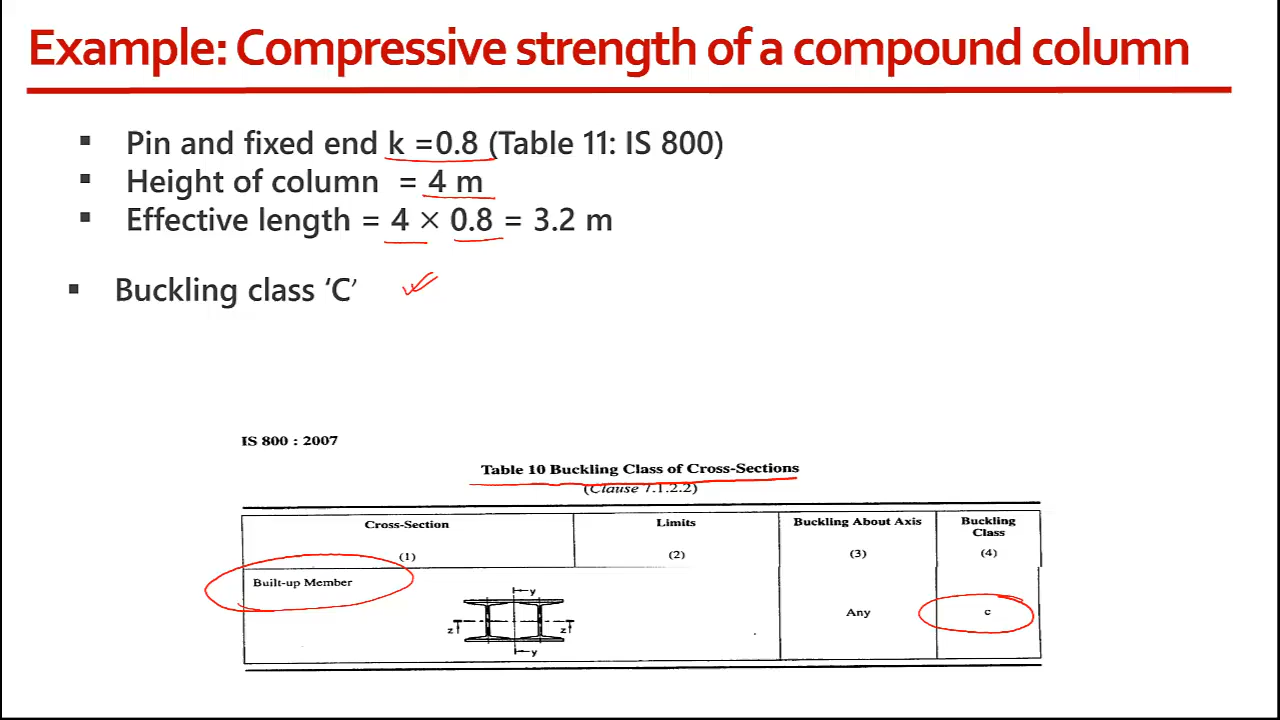 Example: Compressive strength of a compound column
▪ Pin and fixed end k =0.8 (Table 11: IS 800)
▪ Height of column = 4 m
▪ Effective length = 4 × 0.8 = 3.2 m
▪ Buckling class ‘C’
IS 800 : 2007
Table 10 Buckling Class of Cross-Sections
(Clause 7.1.2.2)
Cross-Section Limits Buckling About Axis Buckling Class
(1) (2) (3) (4)
Built-up Member
y
z z
y
Any c